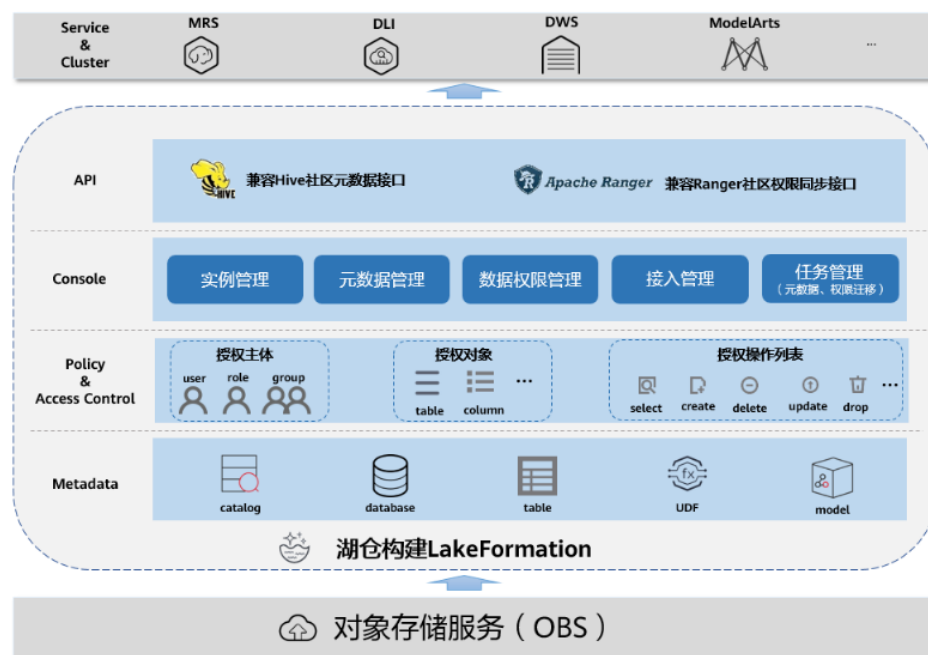 Service
&
Cluster
MRS
DLI
DWS
ModelArts
...
API
HIVE
兼容Hive社区元数据接口
Apache Ranger
兼容Ranger社区权限同步接口
Console
实例管理
元数据管理
数据权限管理
接入管理
任务管理
（元数据、权限迁移）
Policy
&
Access Control
授权主体
user
role
group
授权对象
table
column
...
授权操作列表
select
create
delete
update
drop
...
Metadata
catalog
database
table
fx
UDF
model
湖仓构建LakeFormation
对象存储服务（OBS）